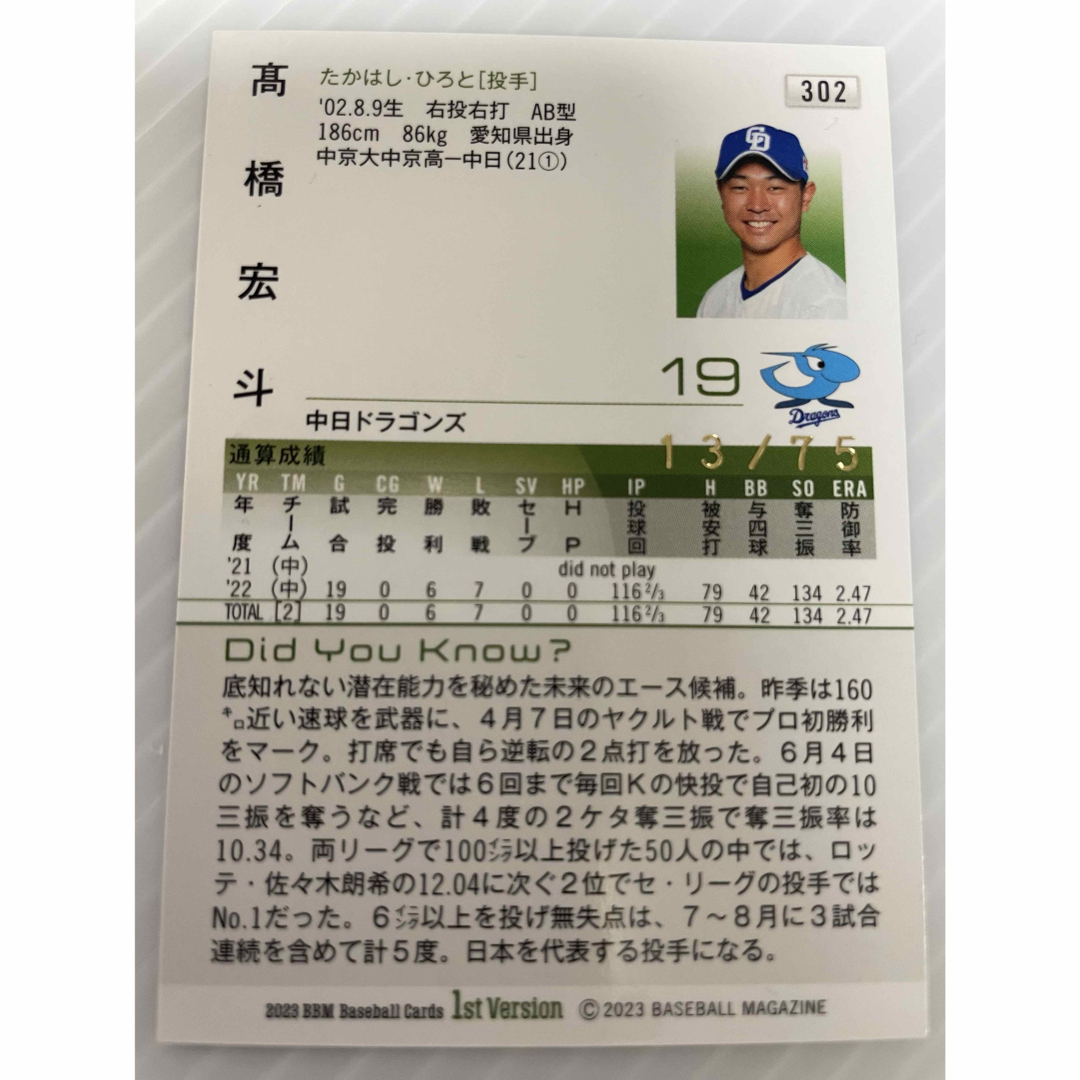 髙橋宏斗
たかはし・ひろと[投手]
'02.8.9生 右投右打 AB型
186cm 86kg 愛知県出身
中京大中京高ー中日(21①)
302
CD
19
Dragons
中日ドラゴンズ
13/75
通算成績
YR TM G CG W L SV HP IP H BB SO ERA
年度 チーム 試合 完投 勝利 敗戦 セーブ HP 投球回 被安打 与四球 奪三振 防御率
'21 (中) did not play
'22 (中) 19 0 6 7 0 0 116 2/3 79 42 134 2.47
TOTAL [2] 19 0 6 7 0 0 116 2/3 79 42 134 2.47
Did You Know?
底知れない潜在能力を秘めた未来のエース候補。昨季は160
㌔近い速球を武器に、4月7日のヤクルト戦でプロ初勝利
をマーク。打席でも自ら逆転の2点打を放った。6月4日
のソフトバンク戦では6回まで毎回Kの快投で自己初の10
三振を奪うなど、計4度の2ケタ奪三振で奪三振率は
10.34。両リーグで100イニング以上投げた50人の中では、ロッ
テ・佐々木朗希の12.04に次ぐ2位でセ・リーグの投手では
No.1だった。6イニング以上を投げ無失点は、7～8月に3試合
連続を含めて計5度。日本を代表する投手になる。
2023 BBM Baseball Cards 1st Version ©2023 BASEBALL MAGAZINE